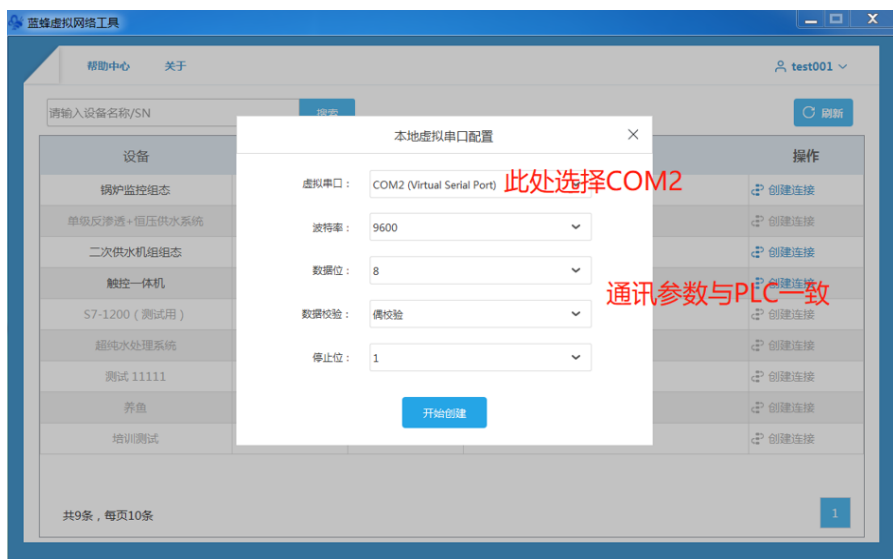 蓝蜂虚拟网络工具
帮助中心 关于 test001
请输入设备名称/SN 搜索 刷新
本地虚拟串口配置
设备 操作
虚拟串口： COM2 (Virtual Serial Port) 此处选择COM2
锅炉监控组态 创建连接
单级反渗透+恒压供水系统 创建连接
波特率： 9600
二次供水机组组态 创建连接
数据位： 8
触控一体机 创建连接
通讯参数与PLC一致
S7-1200（测试用） 创建连接
数据校验： 偶校验
超纯水处理系统 创建连接
停止位： 1
测试 11111 创建连接
养鱼 创建连接
开始创建
培训测试 创建连接
共9条，每页10条 1